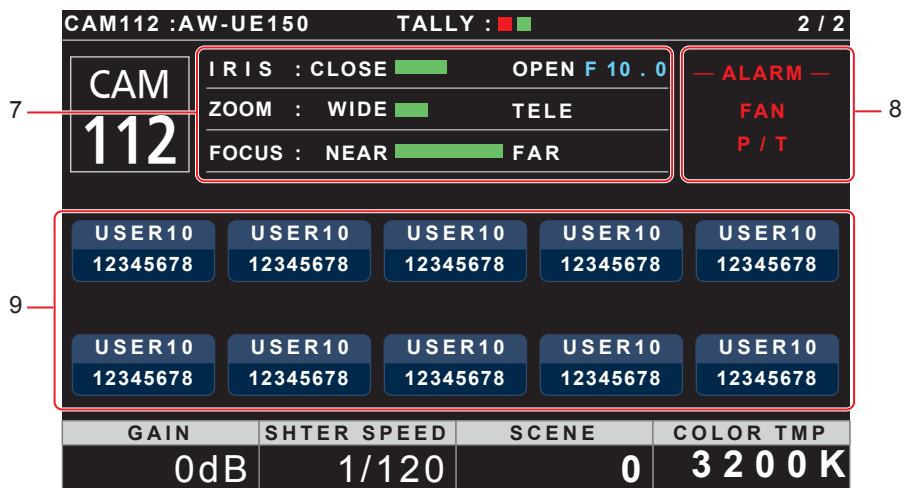 CAM112 :AW-UE150 TALLY : 2 / 2
CAM
112
IRIS : CLOSE OPEN F 10 . 0
ZOOM : WIDE TELE
FOCUS : NEAR FAR
— ALARM —
FAN
P / T
7
8
9
USER10 USER10 USER10 USER10 USER10
12345678 12345678 12345678 12345678 12345678
USER10 USER10 USER10 USER10 USER10
12345678 12345678 12345678 12345678 12345678
GAIN SHTER SPEED SCENE COLOR TMP
0dB 1/120 0 3200K